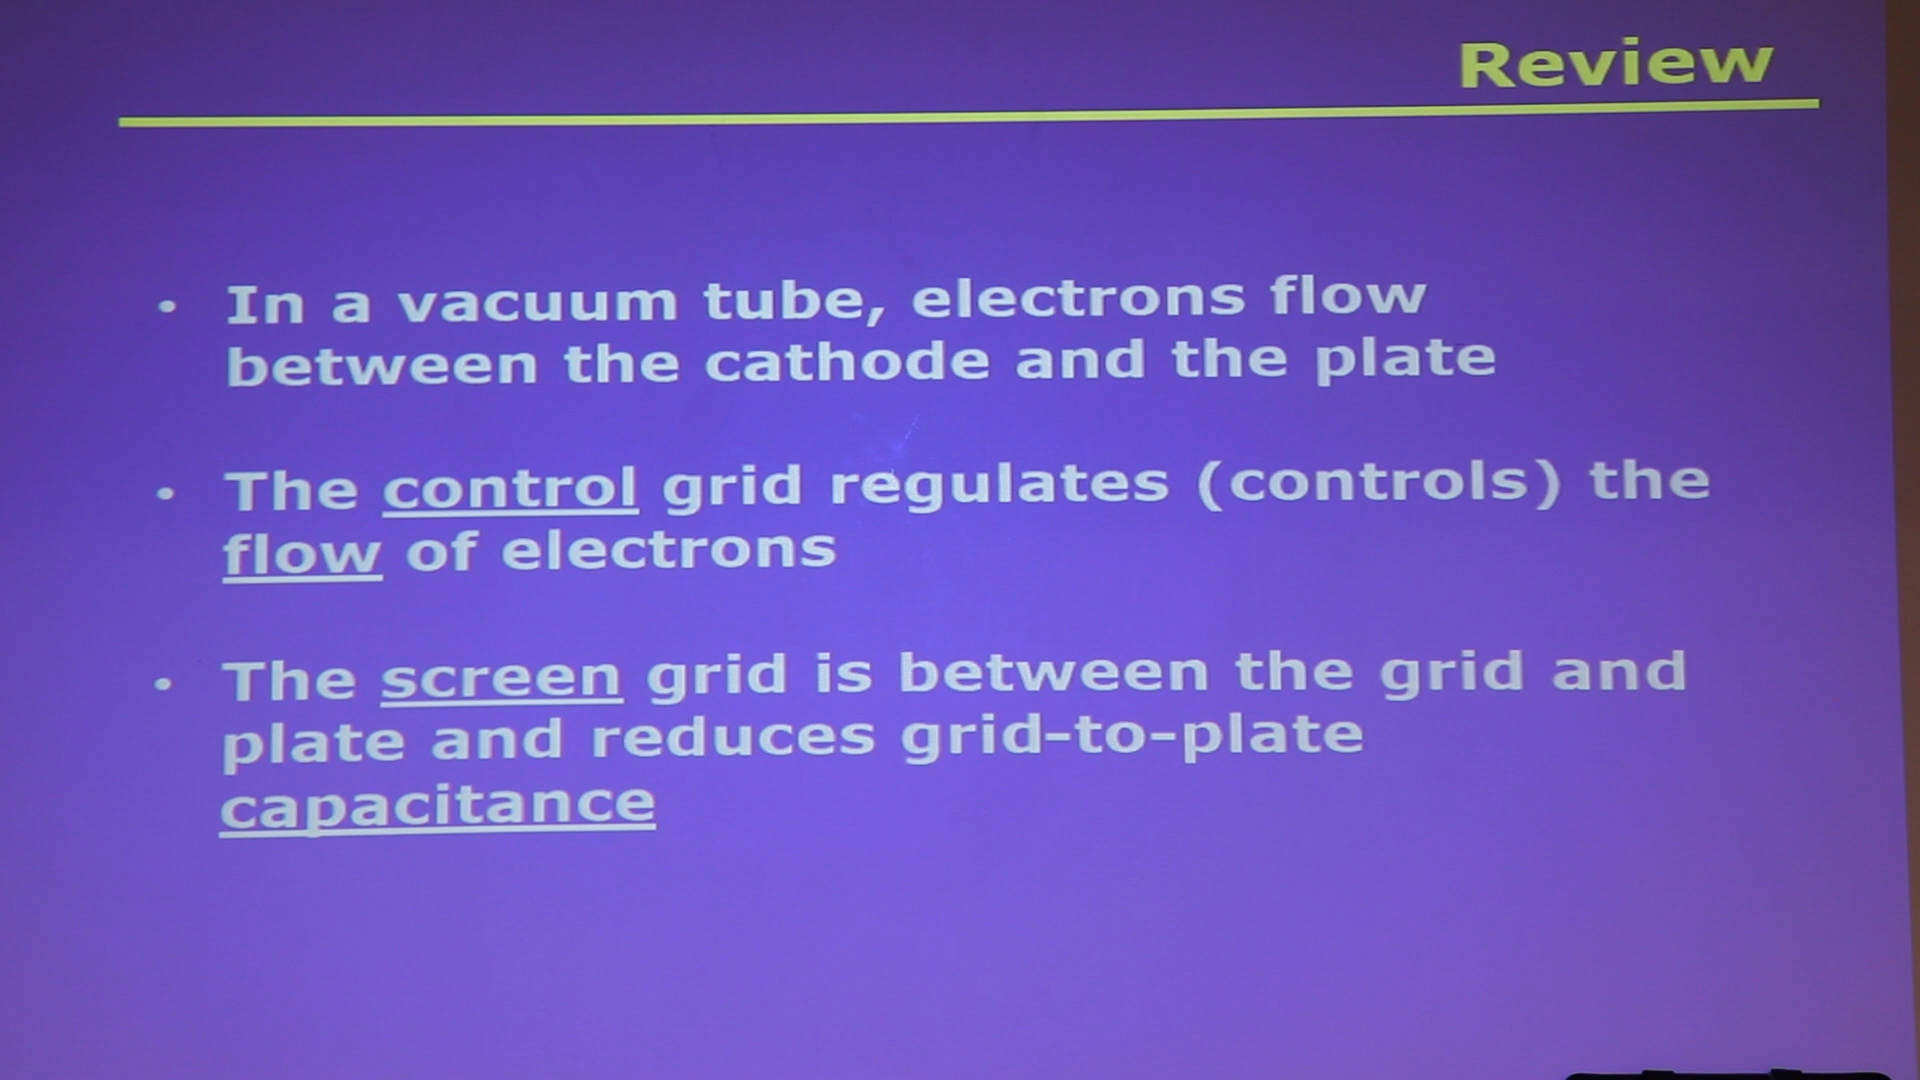 Review
• In a vacuum tube, electrons flow
between the cathode and the plate
• The control grid regulates (controls) the
flow of electrons
• The screen grid is between the grid and
plate and reduces grid-to-plate
capacitance